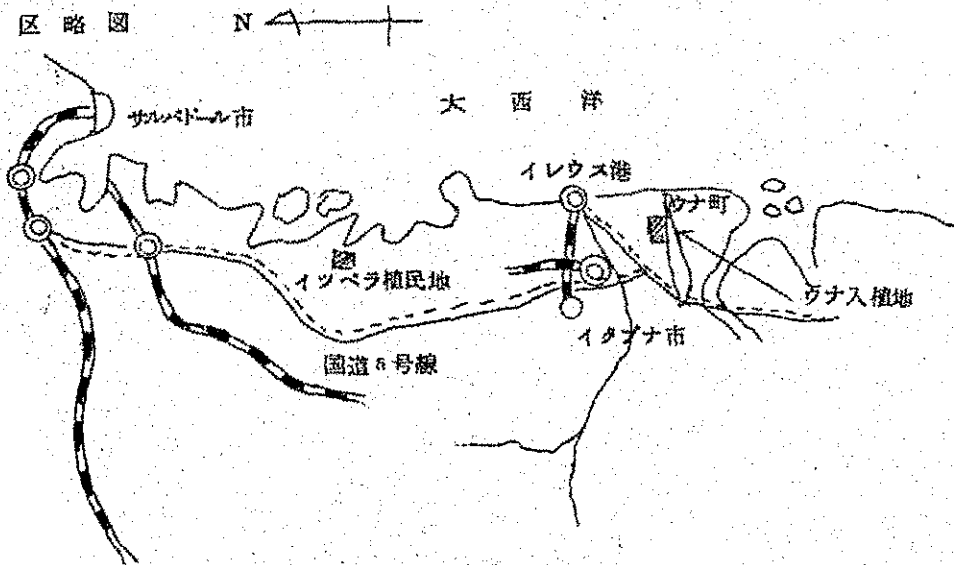 区略図
N
大西洋
サルバドール市
イレウス港
ウナ町
イツベラ植民地
ウナ入植地
イタブナ市
国道5号線